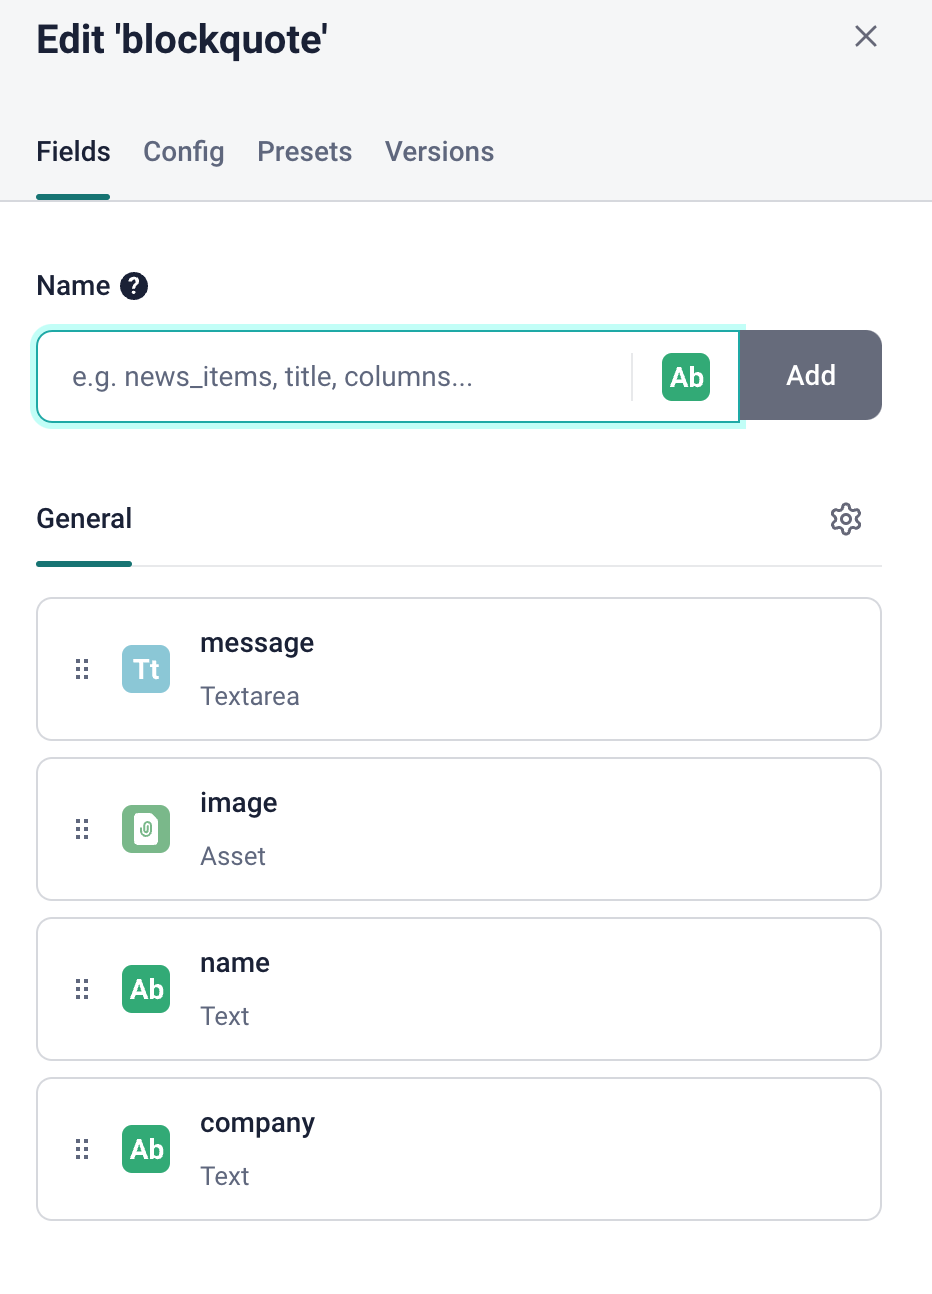 Edit 'blockquote'
Fields Config Presets Versions
Name ?
e.g. news_items, title, columns... Ab Add
General
Tt message
Textarea
image
Asset
Ab name
Text
Ab company
Text